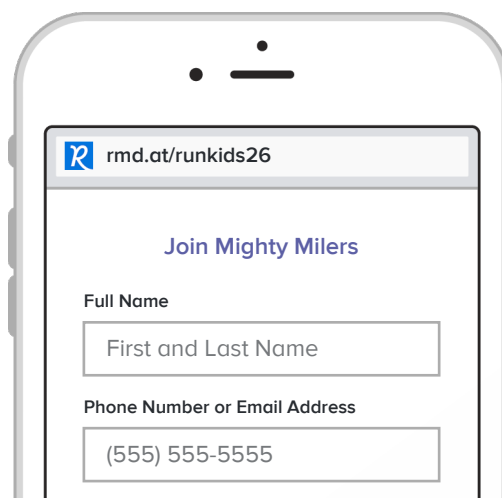 rmd.at/runkids26
Join Mighty Milers
Full Name
First and Last Name
Phone Number or Email Address
(555) 555-5555